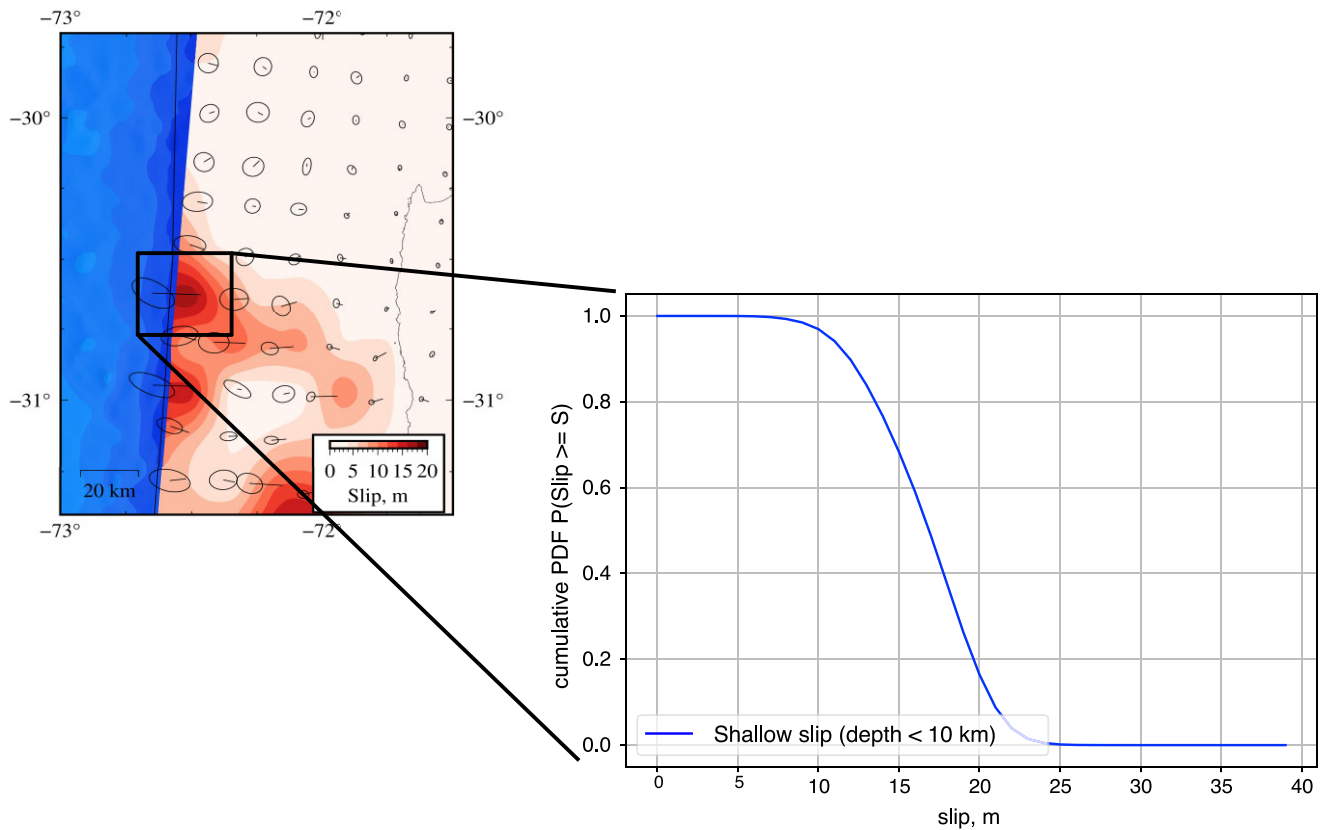 −73° −72°
−30° −30°
−31° −31°
20 km
0 5 10 15 20
Slip, m
−73° −72°
cumulative PDF P(Slip >= S)
1.0
0.8
0.6
0.4
0.2
0.0
Shallow slip (depth < 10 km)
0 5 10 15 20 25 30 35 40
slip, m